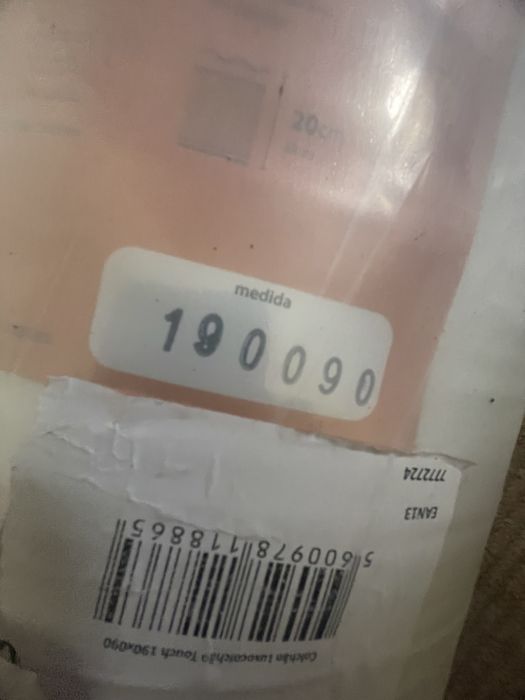 20cm
medida
190090
7772724
EAN13
5 600978 118865
Colchão Luxocolchão Touch 190x090